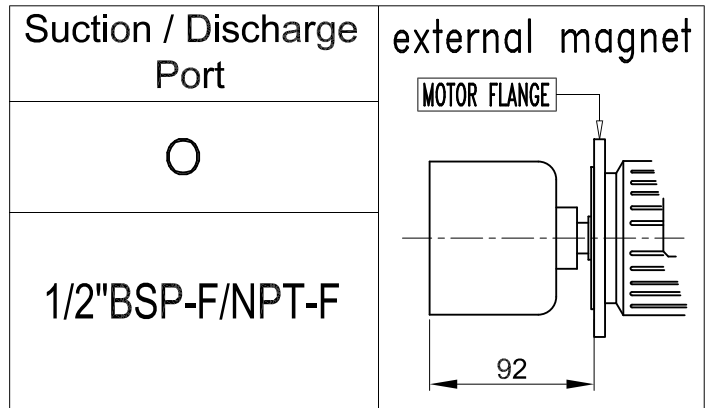 Suction / Discharge
Port
O
1/2"BSP-F/NPT-F
external magnet
MOTOR FLANGE
92